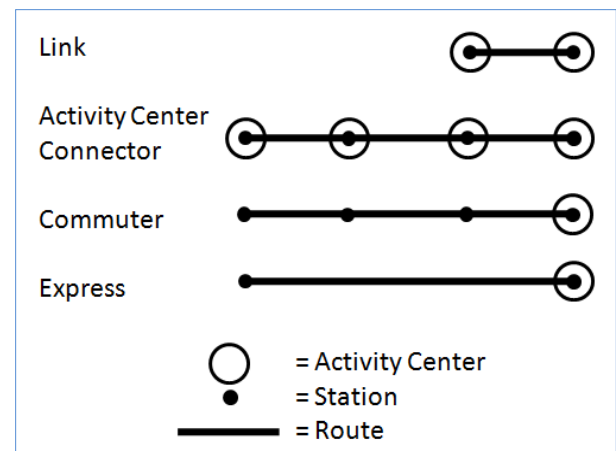 Link
Activity Center
Connector
Commuter
Express
= Activity Center
= Station
= Route